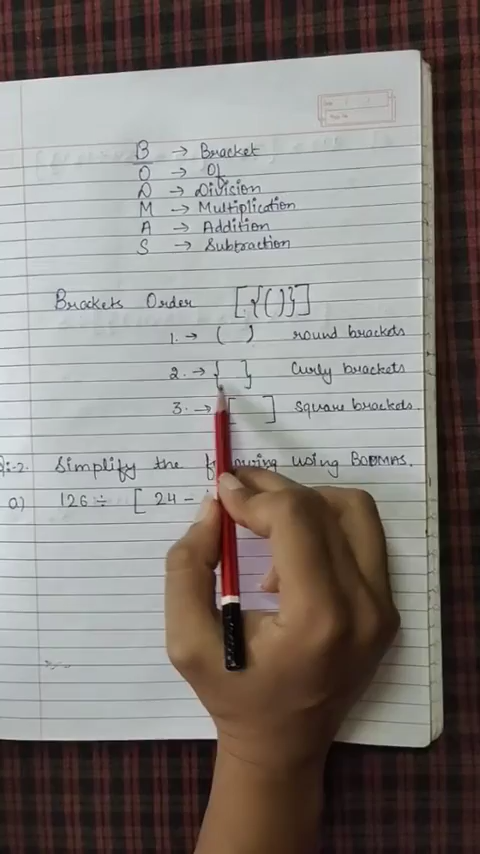 B → Bracket
O → Of
D → Division
M → Multiplication
A → Addition
S → Subtraction
Brackets Order [{()}]
1. → ( ) round brackets
2. → { } Curly brackets
3. → [ ] square brackets.
Q:-2. Simplify the following using BODMAS.
a) 126 ÷ [ 24 -